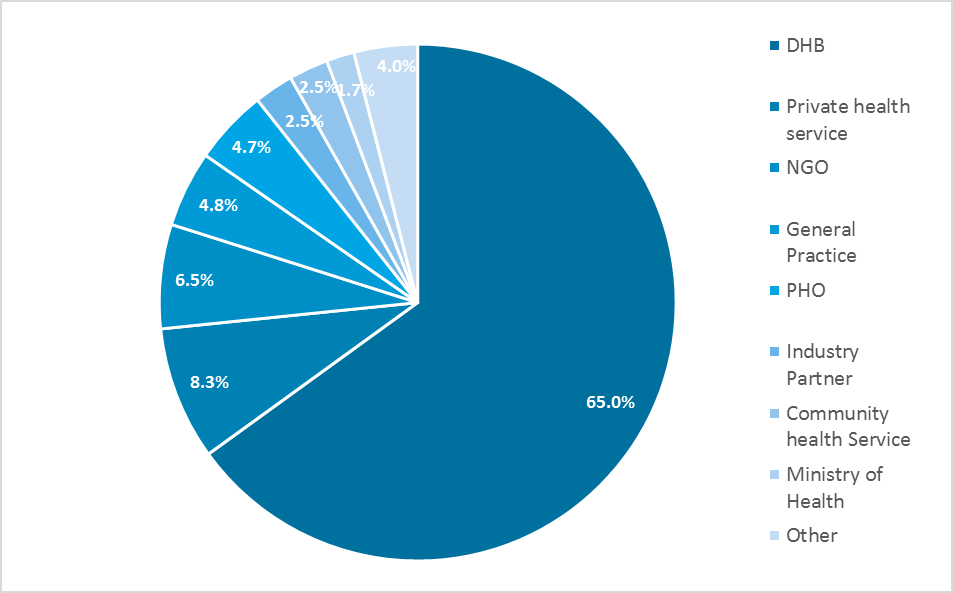 4.0%
2.5%
1.7%
2.5%
4.7%
4.8%
6.5%
8.3%
65.0%
DHB
Private health
service
NGO
General
Practice
PHO
Industry
Partner
Community
health Service
Ministry of
Health
Other